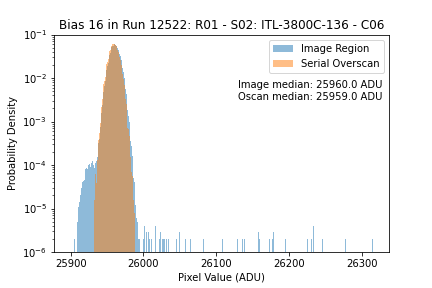 Bias 16 in Run 12522: R01 - S02: ITL-3800C-136 - C06
Image Region
Serial Overscan
Image median: 25960.0 ADU
Oscan median: 25959.0 ADU
Probability Density
10⁻¹
10⁻²
10⁻³
10⁻⁴
10⁻⁵
10⁻⁶
25900 26000 26100 26200 26300
Pixel Value (ADU)